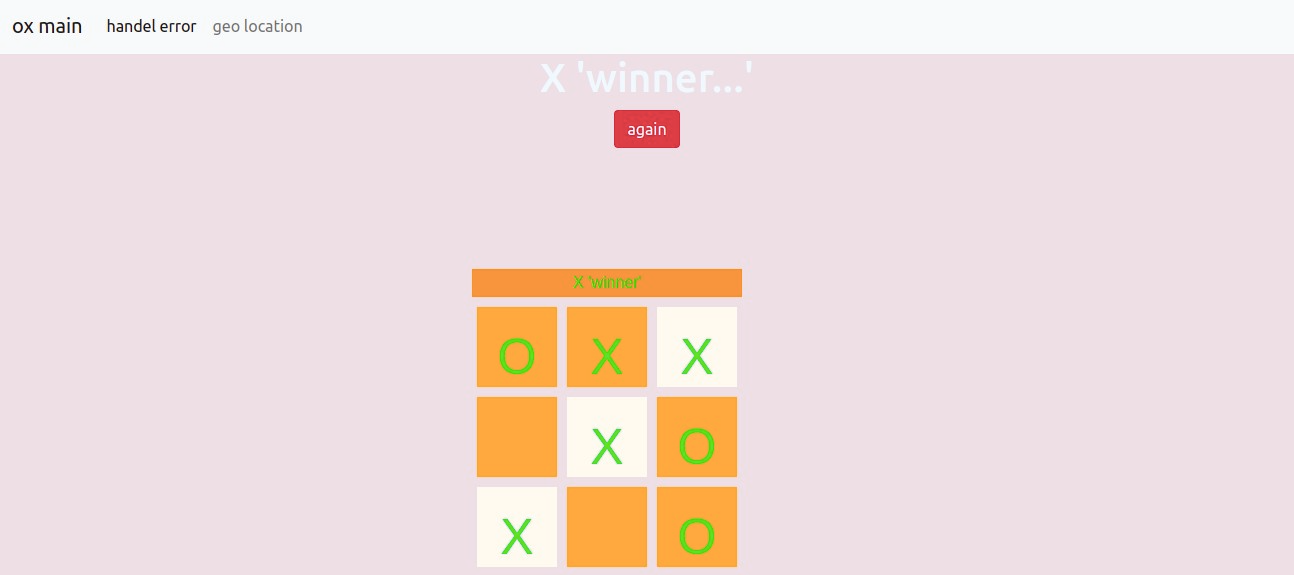 ox main handel error geo location
X 'winner...'
again
X 'winner'
O X X
X O
X O